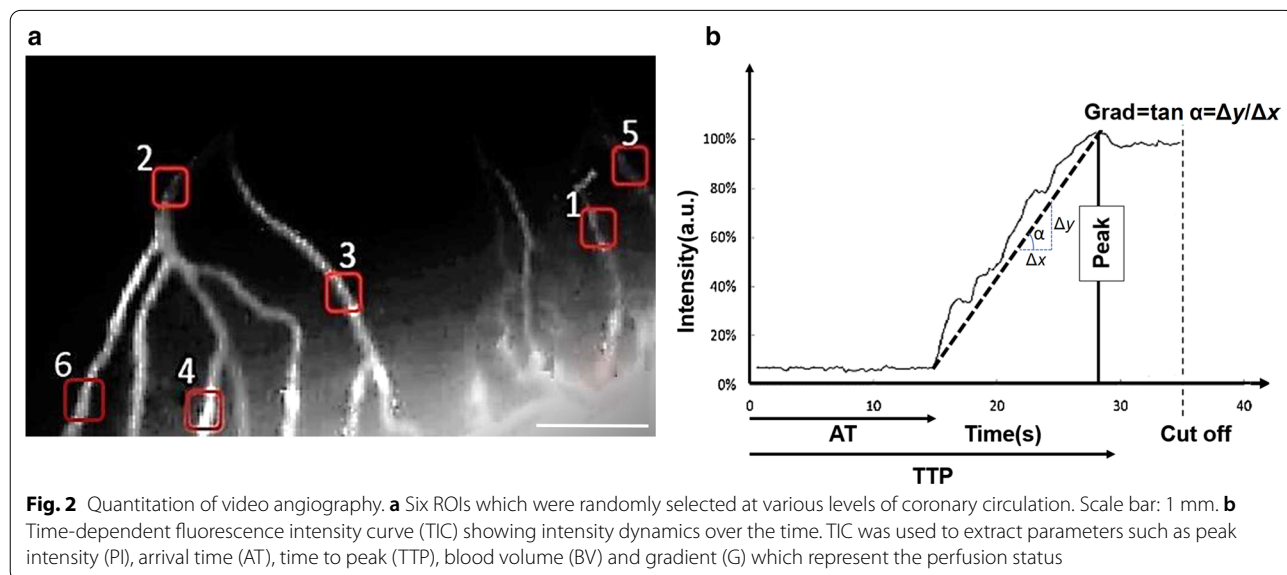 a
2
5
1
3
6
4
b
Grad=tan α=Δy/Δx
100%
80%
60%
40%
20%
0%
Intensity(a.u.)
α
Δy
Δx
Peak
0
10
20
30
40
AT
Time(s)
Cut off
TTP
Fig. 2 Quantitation of video angiography. a Six ROIs which were randomly selected at various levels of coronary circulation. Scale bar: 1 mm. b
Time-dependent fluorescence intensity curve (TIC) showing intensity dynamics over the time. TIC was used to extract parameters such as peak
intensity (PI), arrival time (AT), time to peak (TTP), blood volume (BV) and gradient (G) which represent the perfusion status